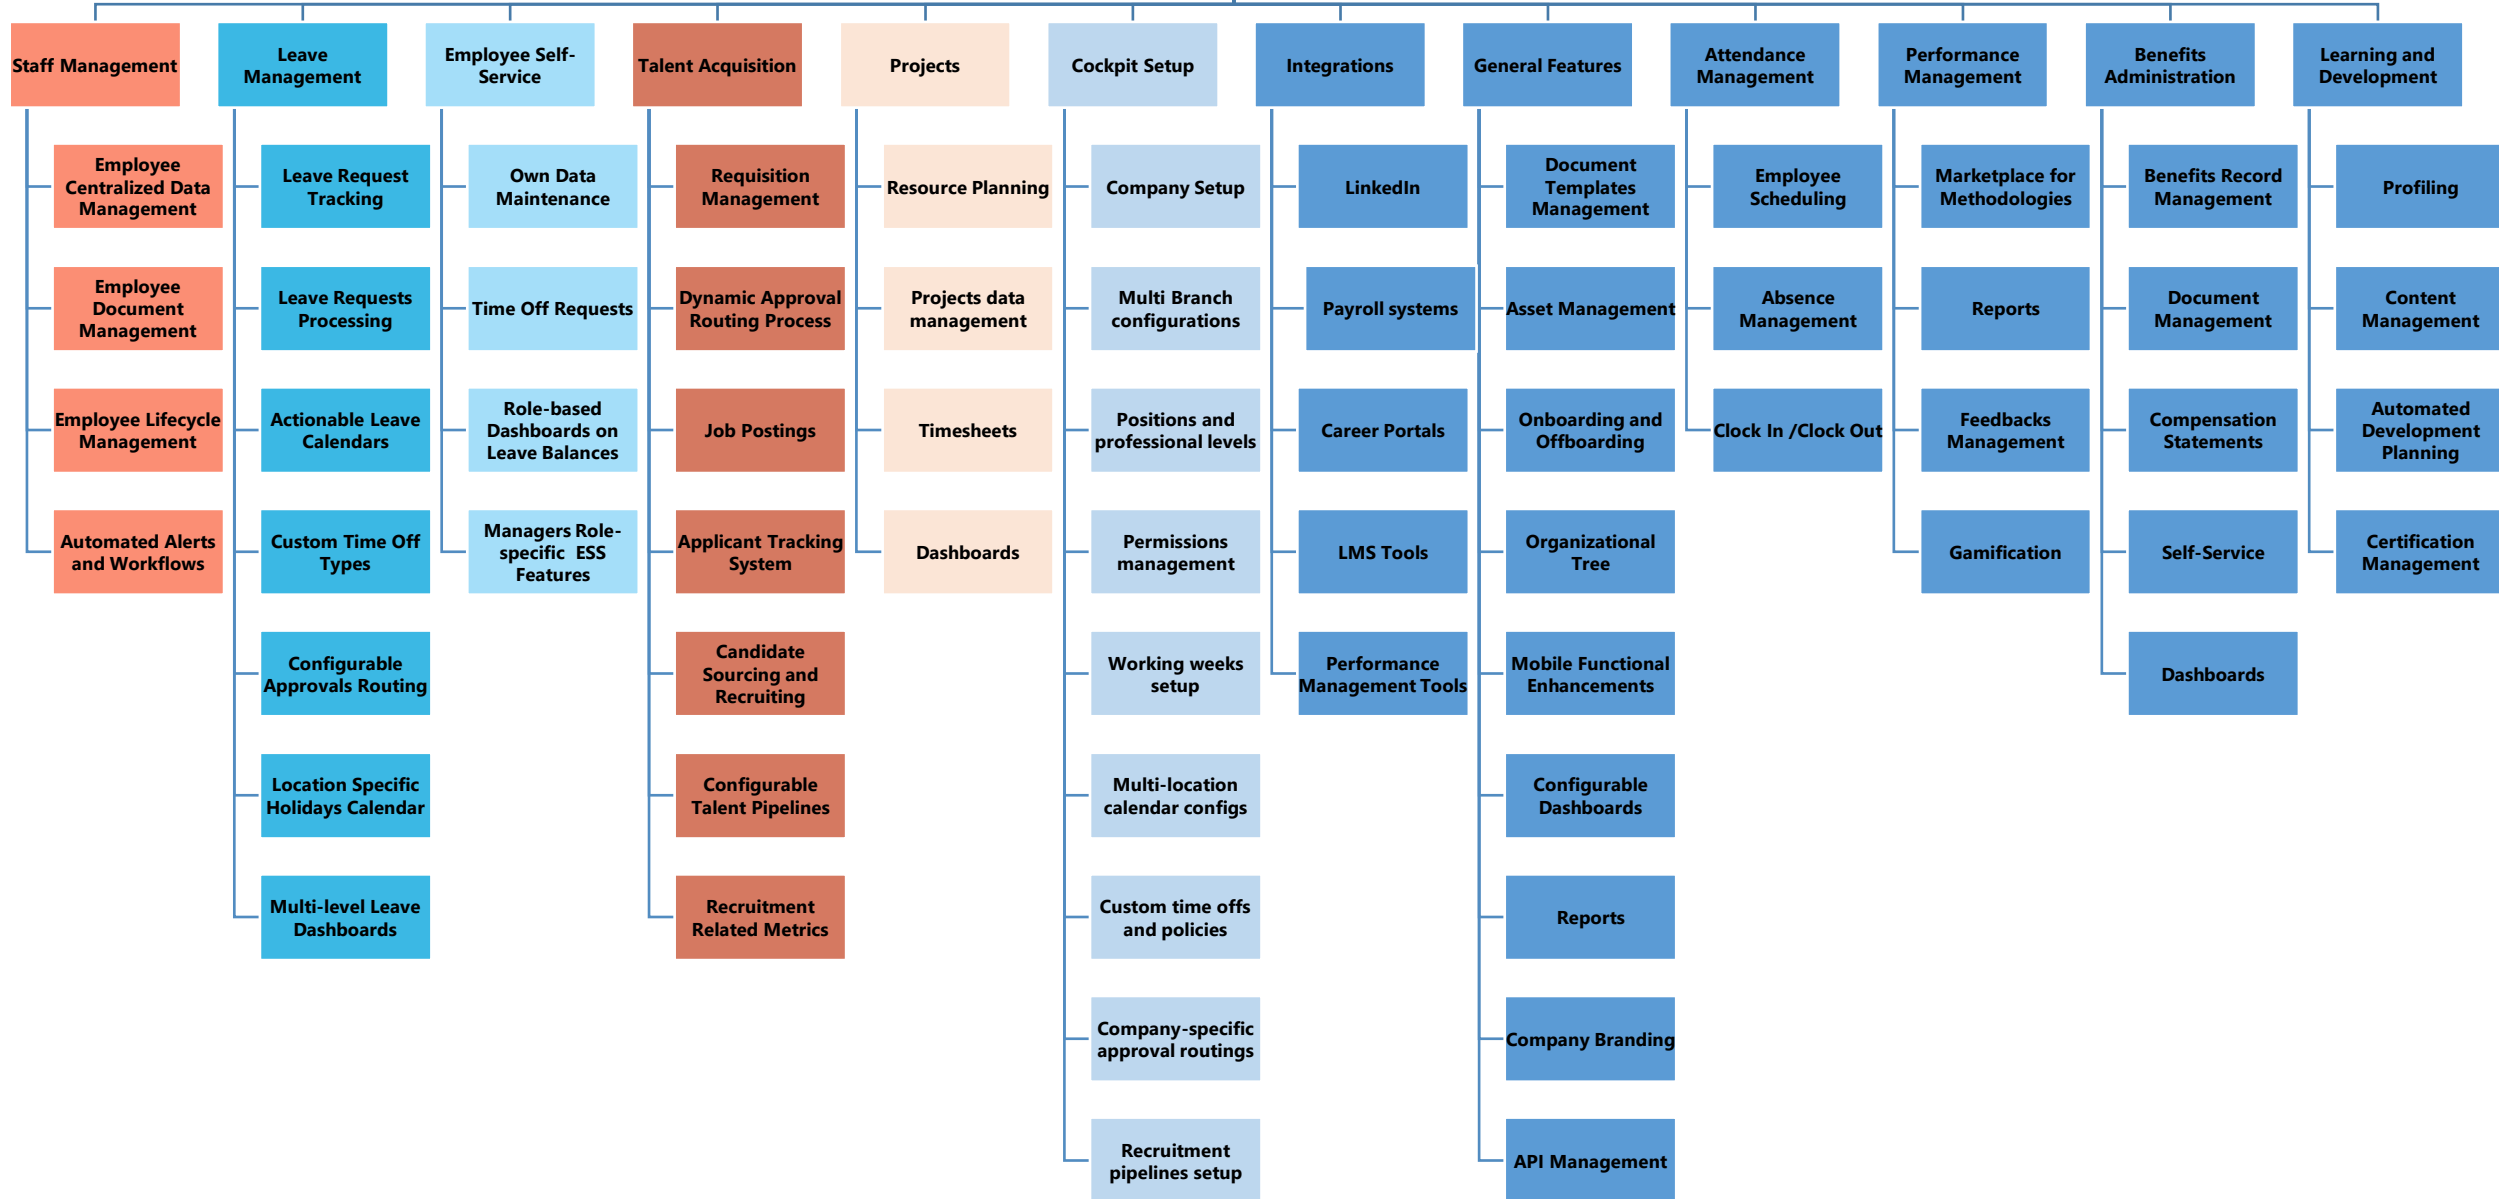 Staff Management
Leave
Management
Employee Self-
Service
Talent Acquisition
Projects
Cockpit Setup
Integrations
General Features
Attendance
Management
Performance
Management
Benefits
Administration
Learning and
Development
Employee
Centralized Data
Management
Leave Request
Tracking
Own Data
Maintenance
Requisition
Management
Resource Planning
Company Setup
LinkedIn
Document
Templates
Management
Employee
Scheduling
Marketplace for
Methodologies
Benefits Record
Management
Profiling
Employee
Document
Management
Leave Requests
Processing
Time Off Requests
Dynamic Approval
Routing Process
Projects data
management
Multi Branch
configurations
Payroll systems
Asset Management
Absence
Management
Reports
Document
Management
Content
Management
Employee Lifecycle
Management
Actionable Leave
Calendars
Role-based
Dashboards on
Leave Balances
Job Postings
Timesheets
Positions and
professional levels
Career Portals
Onboarding and
Offboarding
Clock In /Clock Out
Feedbacks
Management
Compensation
Statements
Automated
Development
Planning
Automated Alerts
and Workflows
Custom Time Off
Types
Managers Role-
specific  ESS
Features
Applicant Tracking
System
Dashboards
Permissions
management
LMS Tools
Organizational
Tree
Gamification
Self-Service
Certification
Management
Configurable
Approvals Routing
Candidate
Sourcing and
Recruiting
Working weeks
setup
Performance
Management Tools
Mobile Functional
Enhancements
Dashboards
Location Specific
Holidays Calendar
Configurable
Talent Pipelines
Multi-location
calendar configs
Configurable
Dashboards
Multi-level Leave
Dashboards
Recruitment
Related Metrics
Custom time offs
and policies
Reports
Company-specific
approval routings
Company Branding
Recruitment
pipelines setup
API Management